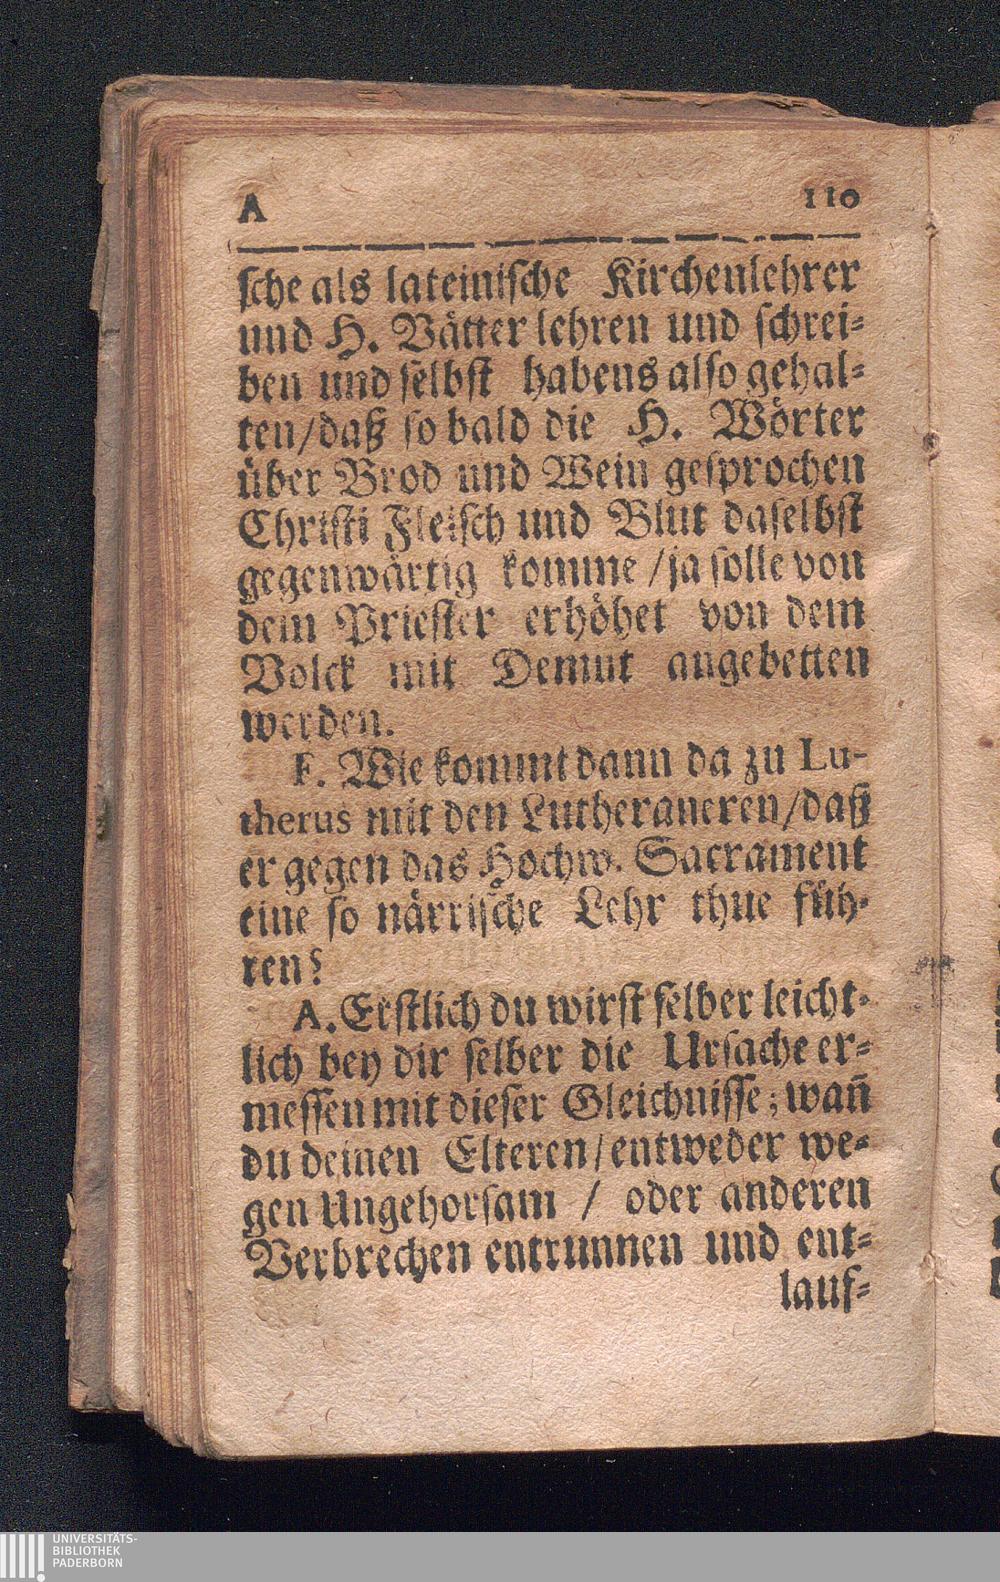 A 110
sche als lateinische Kirchenlehrer
und H. Vätter lehren und schrei-
ben und selbst habens also gehal-
ten/daß so bald die H. Wörter
über Brod und Wein gesprochen
Christi Fleisch und Blut daselbst
gegenwärtig komme/ja solle von
dem Priester erhöhet von dem
Volck mit Demut angebetten
werden.
F. Wie kommt dann da zu Lu-
therus mit den Lutheraneren/daß
er gegen das Hochw. Sacrament
eine so närrische Lehr thue füh-
ren?
A. Erstlich du wirst selber leicht-
lich bey dir selber die Ursache er-
messen mit dieser Gleichnisse; wañ
du deinen Elteren/entweder we-
gen Ungehorsam / oder anderen
Verbrechen entrunnen und ent-
lauf-
UNIVERSITÄTS-
BIBLIOTHEK
PADERBORN